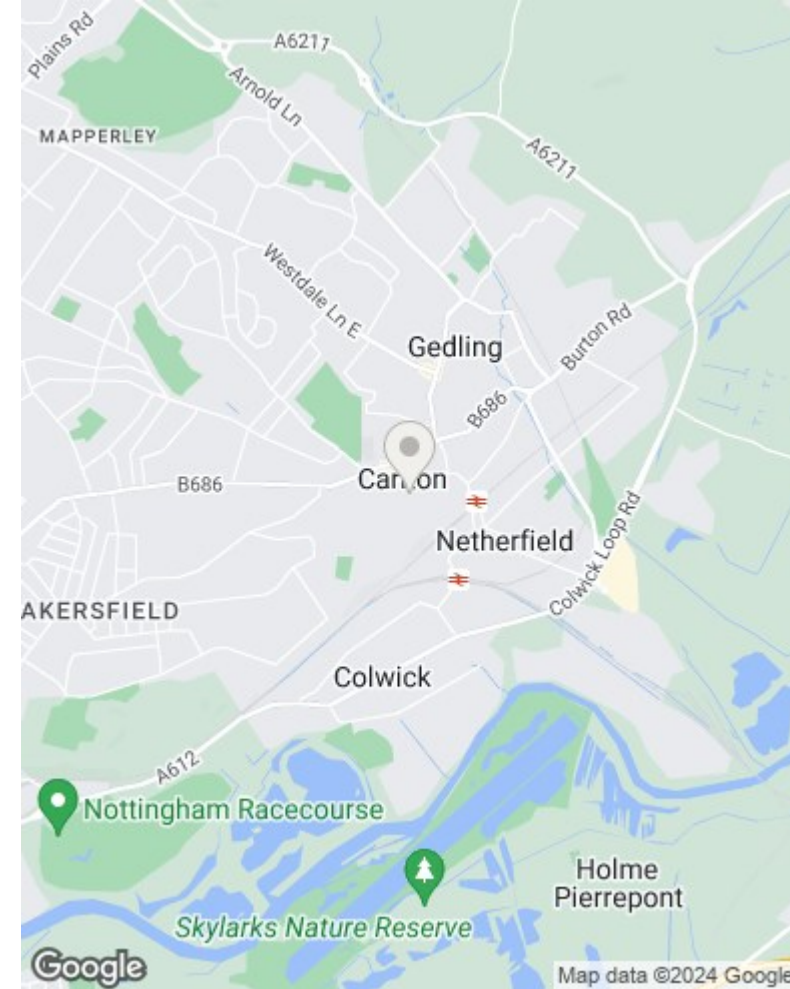 Plains Rd
A6211
Arnold Ln
MAPPERLEY
A6211
Westdale Ln E
Gedling
Burton Rd
B686
B686
Netherfield
Colwick Loop Rd
AKERSFIELD
Colwick
A612
Nottingham Racecourse
Holme
Pierrepont
Skylarks Nature Reserve
Google
Map data ©2024 Google